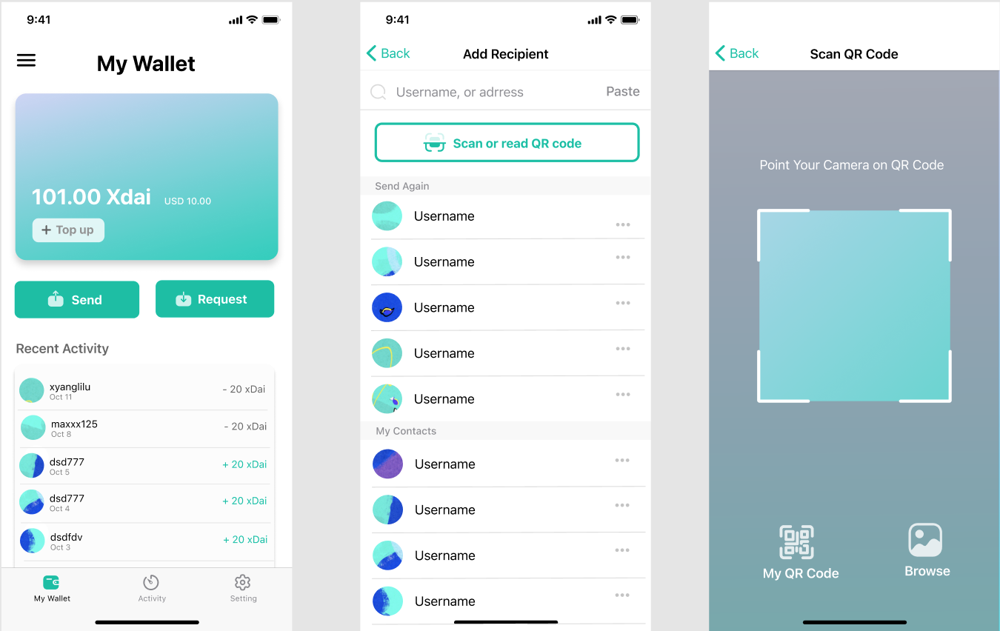 9:41
My Wallet
101.00 Xdai USD 10.00
+ Top up
Send Request
Recent Activity
xyanglilu - 20 xDai
Oct 11
maxxx125 - 20 xDai
Oct 8
dsd777 + 20 xDai
Oct 5
dsd777 + 20 xDai
Oct 4
dsdfdv + 20 xDai
Oct 3
My Wallet Activity Setting
9:41
Back Add Recipient
Username, or adrress Paste
Scan or read QR code
Send Again
Username
Username
Username
Username
Username
My Contacts
Username
Username
Username
Username
Back Scan QR Code
Point Your Camera on QR Code
My QR Code Browse